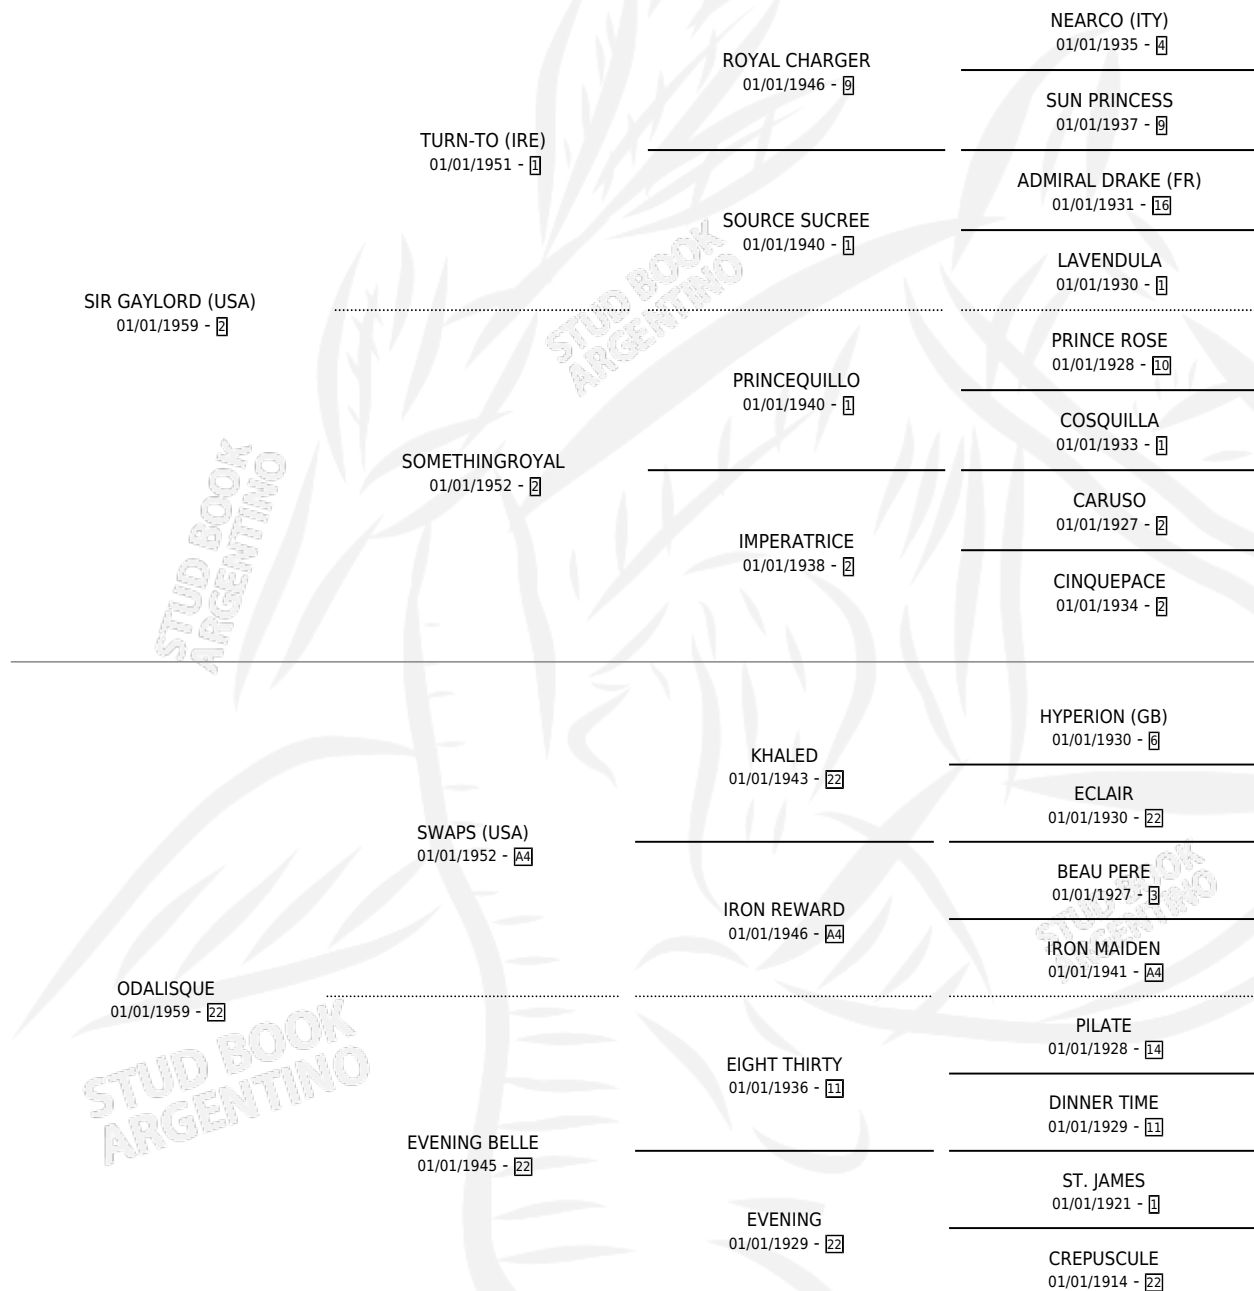 NEARCO (ITY)
01/01/1935 - 4
ROYAL CHARGER
01/01/1946 - 9
SUN PRINCESS
01/01/1937 - 9
TURN-TO (IRE)
01/01/1951 - 1
ADMIRAL DRAKE (FR)
01/01/1931 - 16
SOURCE SUCREE
01/01/1940 - 1
LAVENDULA
01/01/1930 - 1
SIR GAYLORD (USA)
01/01/1959 - 2
STUD BOOK
ARGENTINO
PRINCE ROSE
01/01/1928 - 10
PRINCEQUILLO
01/01/1940 - 1
COSQUILLA
01/01/1933 - 1
SOMETHINGROYAL
01/01/1952 - 2
CARUSO
01/01/1927 - 2
IMPERATRICE
01/01/1938 - 2
CINQUEPACE
01/01/1934 - 2
STUD BOOK
ARGENTINO
HYPERION (GB)
01/01/1930 - 6
KHALED
01/01/1943 - 22
ECLAIR
01/01/1930 - 22
SWAPS (USA)
01/01/1952 - A4
BEAU PERE
01/01/1927 - 3
STUD BOOK
ARGENTINO
IRON REWARD
01/01/1946 - A4
IRON MAIDEN
01/01/1941 - A4
ODALISQUE
01/01/1959 - 22
STUD BOOK
ARGENTINO
PILATE
01/01/1928 - 14
EIGHT THIRTY
01/01/1936 - 11
DINNER TIME
01/01/1929 - 11
EVENING BELLE
01/01/1945 - 22
ST. JAMES
01/01/1921 - 1
EVENING
01/01/1929 - 22
CREPUSCULE
01/01/1914 - 22